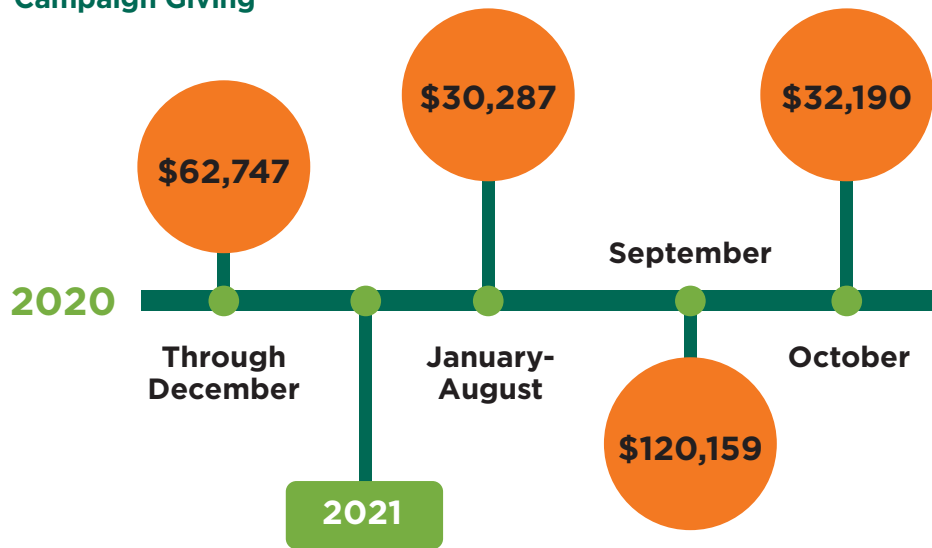 Campaign Giving
$30,287
$32,190
$62,747
September
2020
Through
December
January-
August
October
$120,159
2021